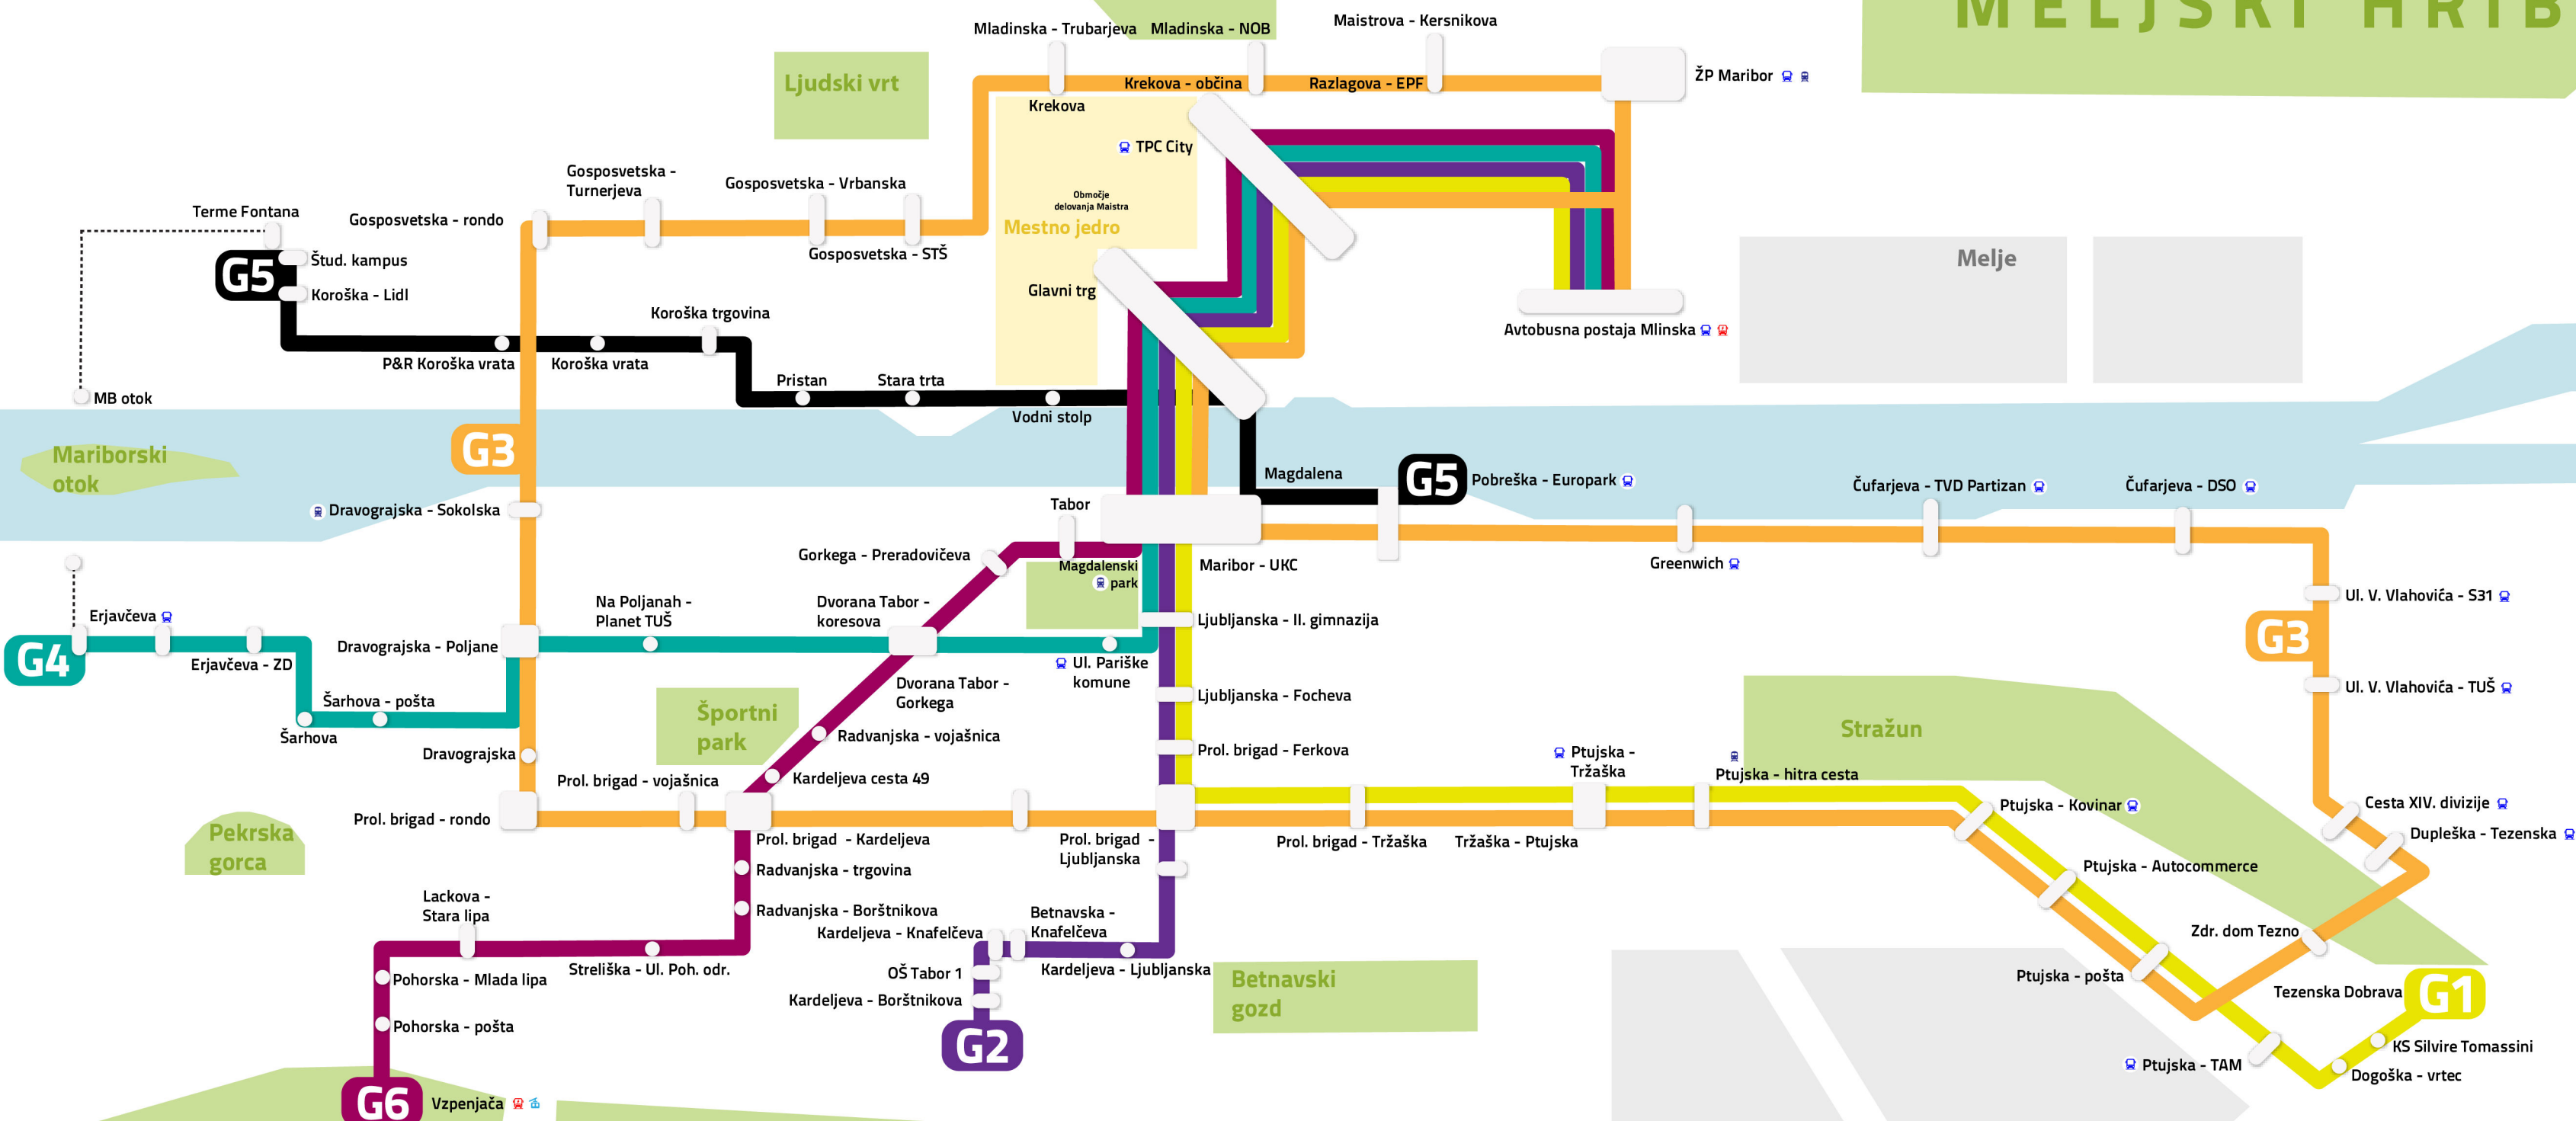 MELJSKI HRIB
Mladinska - Trubarjeva
Mladinska - NOB
Maistrova - Kersnikova
Krekova - občina
Razlagova - EPF
ŽP Maribor
Krekova
Ljudski vrt
TPC City
Gosposvetska -
Turnerjeva
Gosposvetska - Vrbanska
Območje
delovanja Maistra
Mestno jedro
Terme Fontana
Gosposvetska - rondo
Gosposvetska - STŠ
G5
Štud. kampus
Koroška - Lidl
Glavni trg
Melje
Koroška trgovina
Avtobusna postaja Mlinska
P&R Koroška vrata
Koroška vrata
Pristan
Stara trta
Vodni stolp
MB otok
Mariborski
otok
G3
Magdalena
G5
Pobreška - Europark
Čufarjeva - TVD Partizan
Čufarjeva - DSO
Dravograjska - Sokolska
Tabor
Gorkega - Preradovičeva
Magdalenski
park
Maribor - UKC
Greenwich
Ul. V. Vlahovića - S31
Erjavčeva
G4
Erjavčeva - ZD
Na Poljanah -
Planet TUŠ
Dvorana Tabor -
koresova
Ljubljanska - II. gimnazija
G3
Dravograjska - Poljane
Ul. Pariške
komune
Ul. V. Vlahovića - TUŠ
Šarhova - pošta
Šarhova
Dvorana Tabor -
Gorkega
Ljubljanska - Focheva
Športni
park
Radvanjska - vojašnica
Stražun
Dravograjska
Prol. brigad - Ferkova
Ptujska -
Tržaška
Prol. brigad - vojašnica
Kardeljeva cesta 49
Ptujska - hitra cesta
Ptujska - Kovinar
Cesta XIV. divizije
Prol. brigad - rondo
Pekrska
gorca
Prol. brigad - Kardeljeva
Prol. brigad -
Ljubljanska
Prol. brigad - Tržaška
Tržaška - Ptujska
Dupleška - Tezenska
Radvanjska - trgovina
Ptujska - Autocommerce
Lackova -
Stara lipa
Radvanjska - Borštnikova
Betnavska -
Knafelčeva
Kardeljeva - Knafelčeva
Zdr. dom Tezno
Streliška - Ul. Poh. odr.
OŠ Tabor 1
Kardeljeva - Ljubljanska
Pohorska - Mlada lipa
Betnavski
gozd
Ptujska - pošta
Kardeljeva - Borštnikova
Tezenska Dobrava
G1
Pohorska - pošta
G2
KS Silvire Tomassini
Ptujska - TAM
Dogoška - vrtec
G6
Vzpenjača